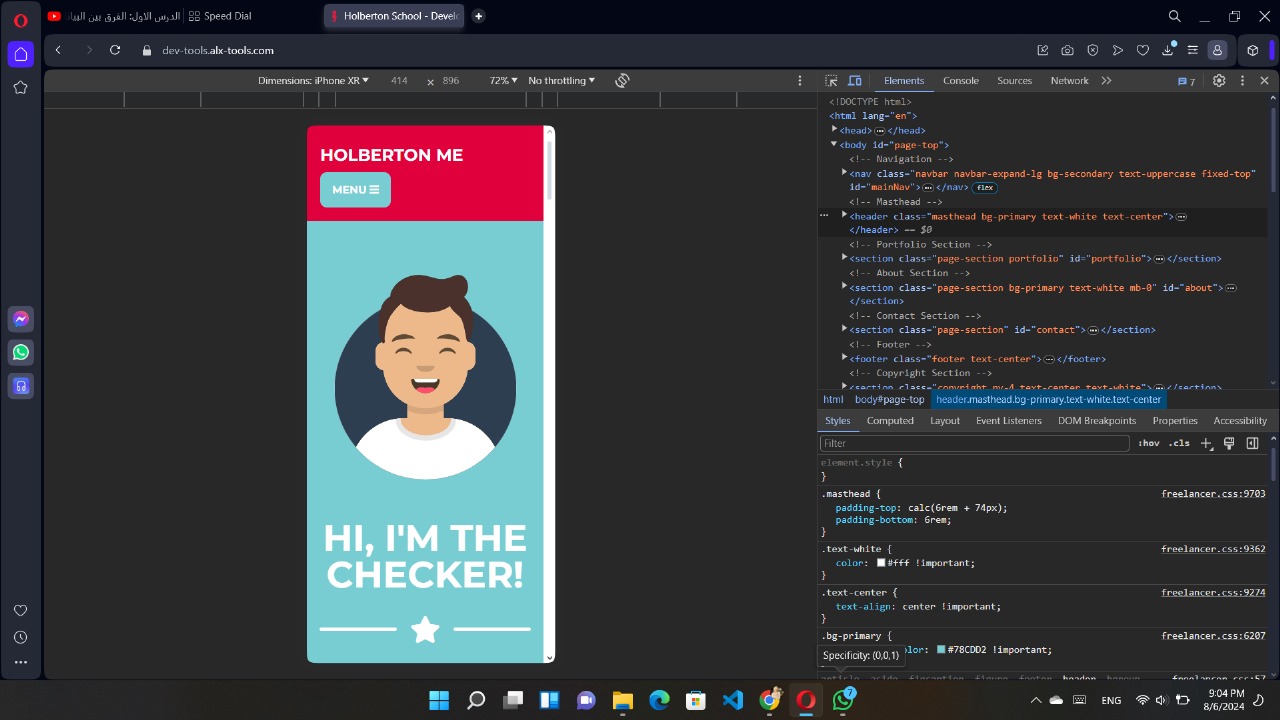 الدرس الاول: الفرق بين البيا
Speed Dial
Holberton School - Develo
dev-tools.alx-tools.com
Dimensions: iPhone XR ▼ 414 × 896 72% ▼ No throttling ▼
Elements Console Sources Network 7
HOLBERTON ME
MENU
HI, I'M THE
CHECKER!
<!DOCTYPE html>
<html lang="en">
<head>…</head>
<body id="page-top">
<!-- Navigation -->
<nav class="navbar navbar-expand-lg bg-secondary text-uppercase fixed-top"
id="mainNav">…</nav> flex
<!-- Masthead -->
… <header class="masthead bg-primary text-white text-center">…
</header> == $0
<!-- Portfolio Section -->
<section class="page-section portfolio" id="portfolio">…</section>
<!-- About Section -->
<section class="page-section bg-primary text-white mb-0" id="about">…
</section>
<!-- Contact Section -->
<section class="page-section" id="contact">…</section>
<!-- Footer -->
<footer class="footer text-center">…</footer>
<!-- Copyright Section -->
<section class="copyright py-4 text-center text-white">…</section>
html body#page-top header.masthead.bg-primary.text-white.text-center
Styles Computed Layout Event Listeners DOM Breakpoints Properties Accessibility
Filter :hov .cls
element.style {
}
.masthead { freelancer.css:9703
padding-top: calc(6rem + 74px);
padding-bottom: 6rem;
}
.text-white { freelancer.css:9362
color: #fff !important;
}
.text-center { freelancer.css:9274
text-align: center !important;
}
.bg-primary { freelancer.css:6207
olor: #78CDD2 !important;
Specificity: (0,0,1)
article, aside, figcaption, figure, footer, header, hgroup, freelancer.css:57
7
ENG
9:04 PM
8/6/2024